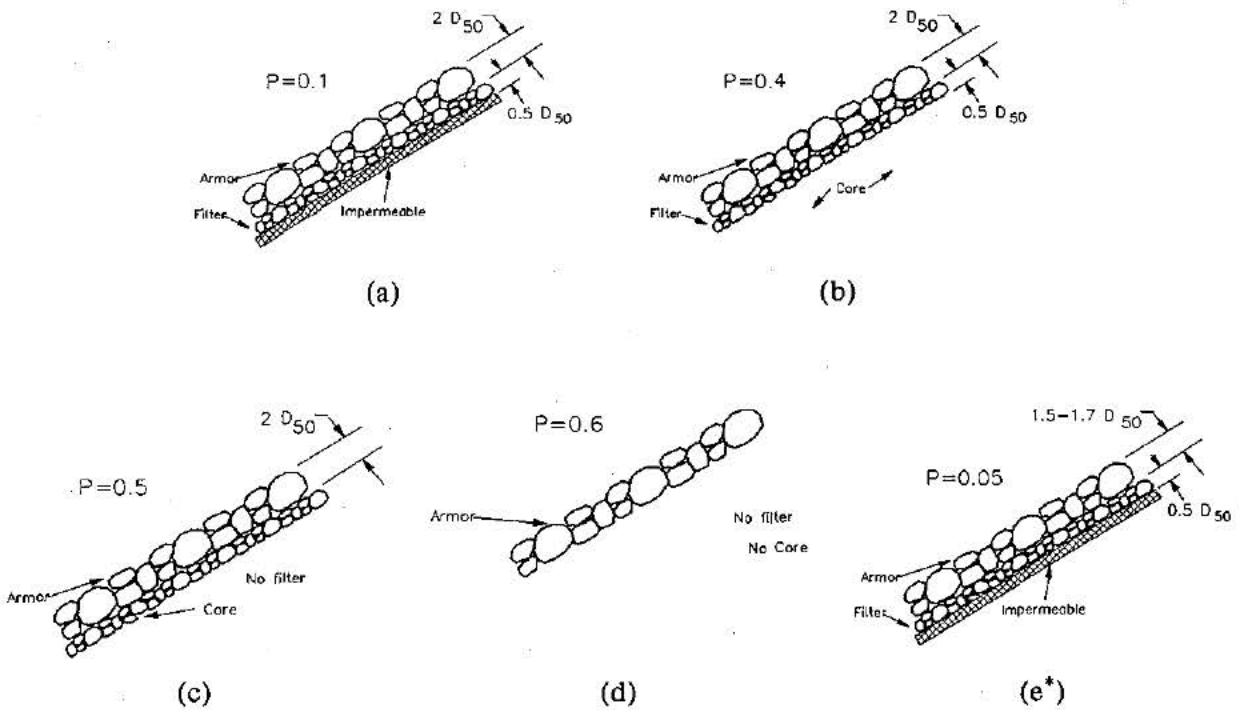 2 D50
P=0.1
0.5 D50
Armor
Filter
Impermeable
(a)
2 D50
P=0.4
0.5 D50
Armor
Filter
Core
(b)
2 D50
P=0.5
No filter
Armor
Core
(c)
P=0.6
Armor
No filter
No Core
(d)
1.5-1.7 D50
P=0.05
0.5 D50
Armor
Filter
Impermeable
(e*)